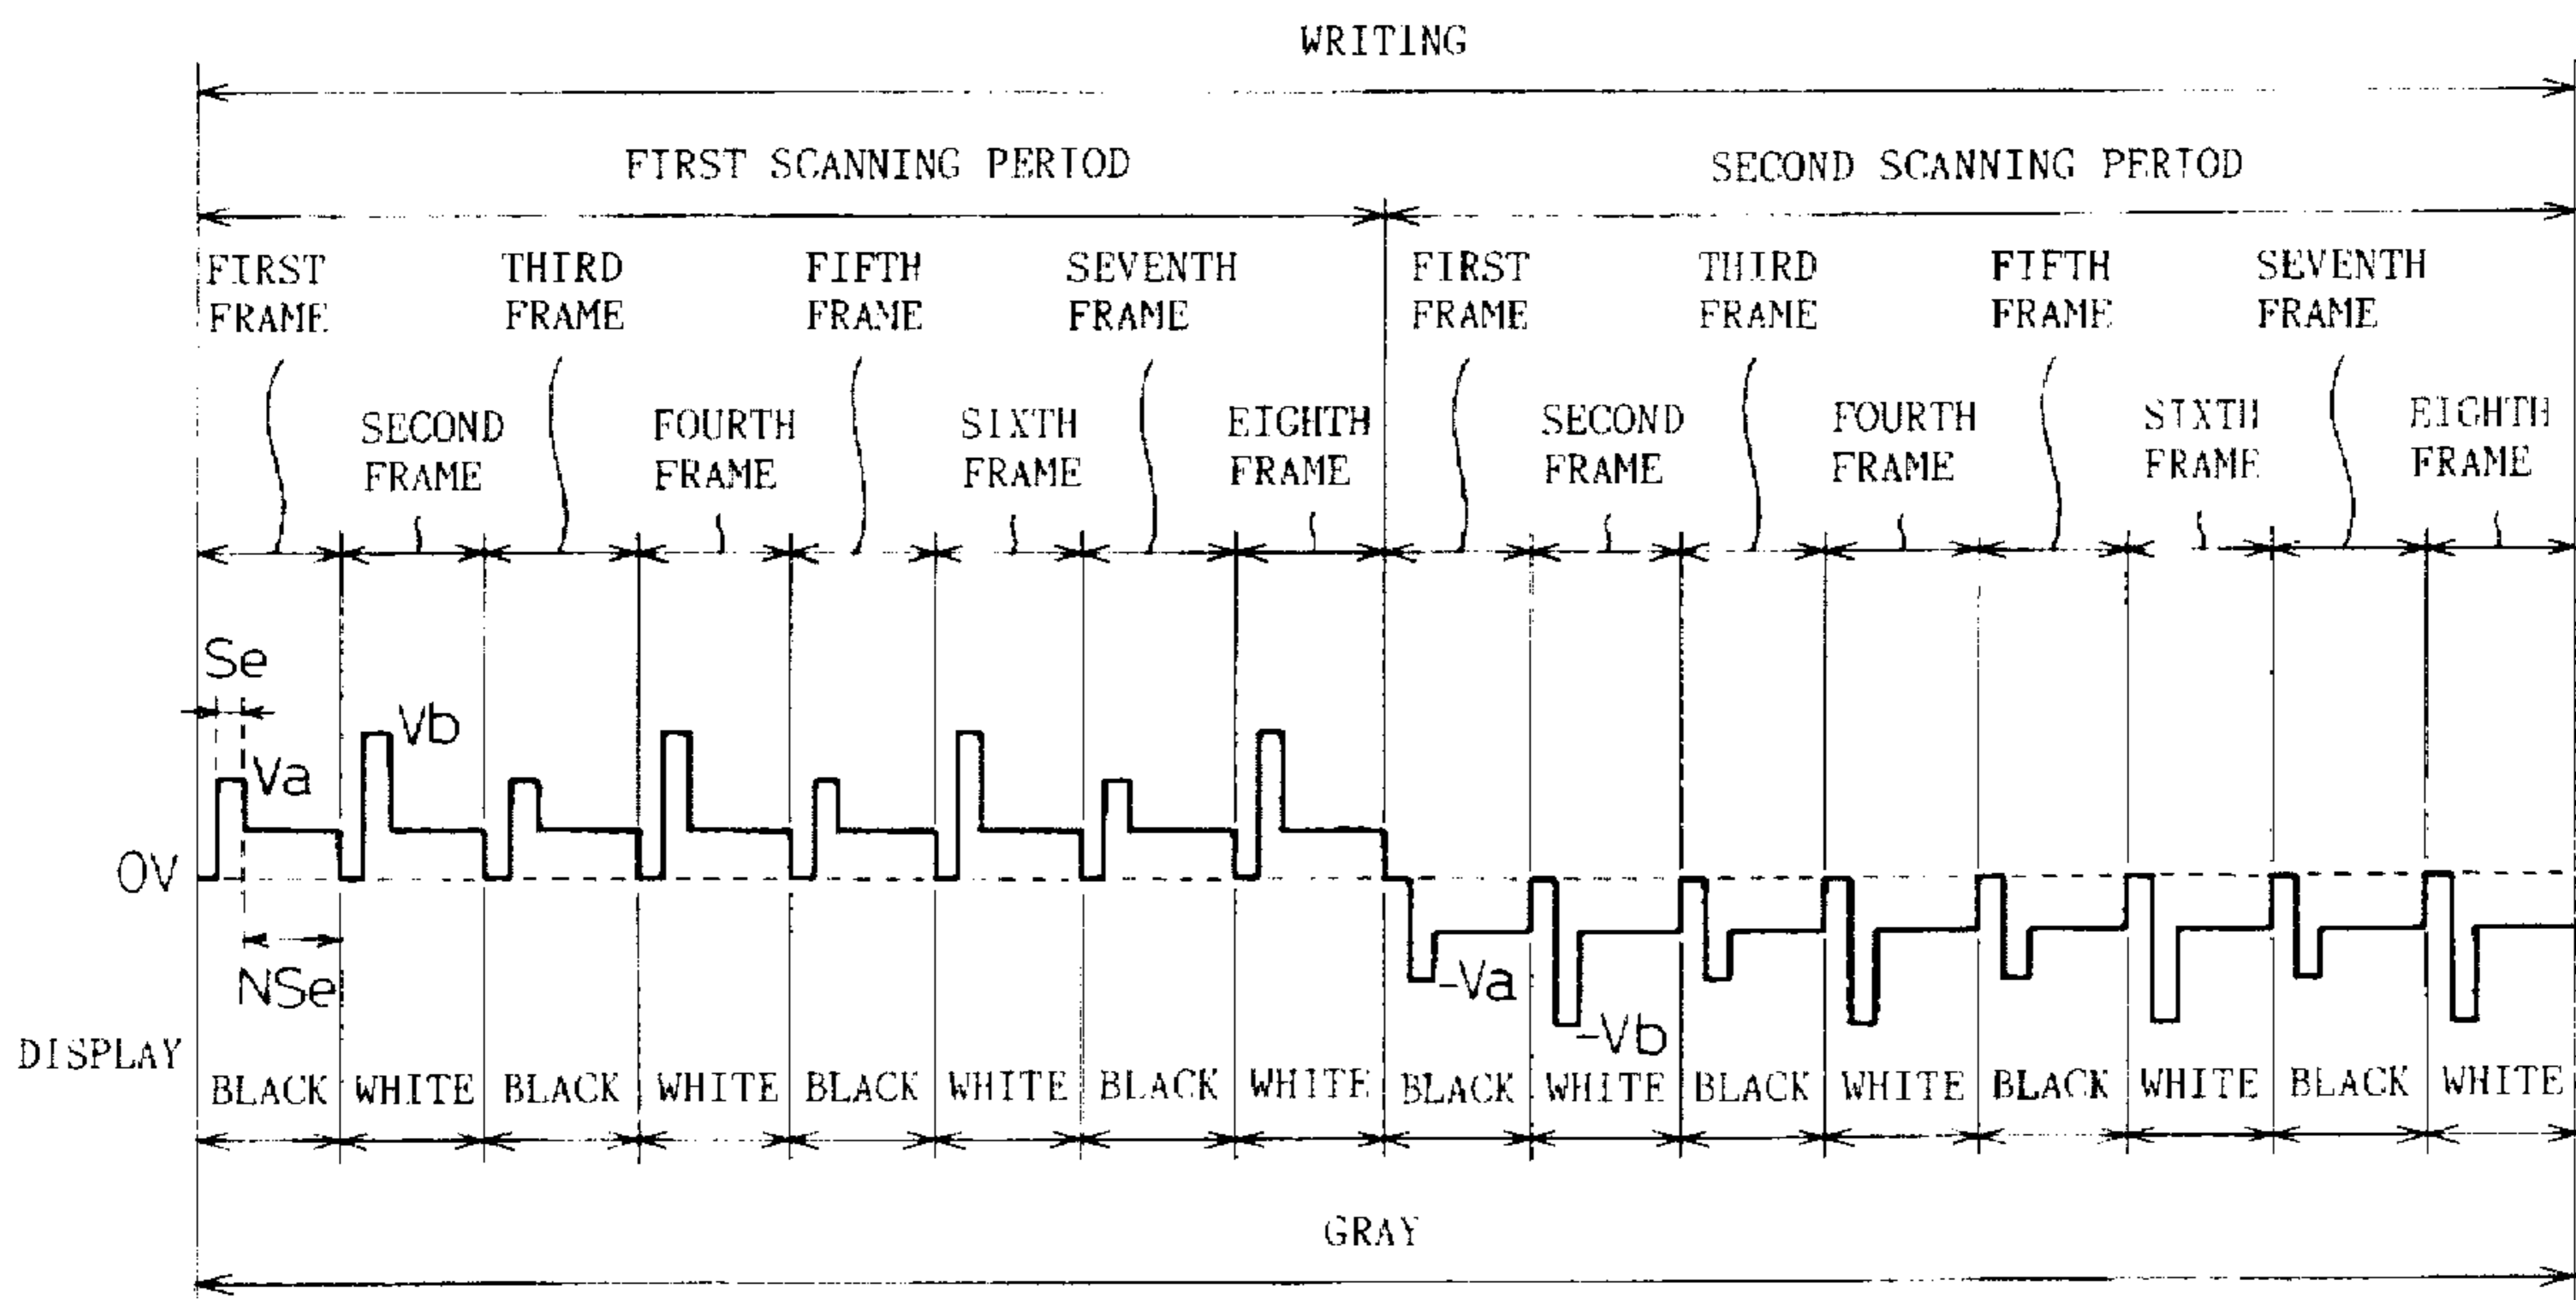 WRITING
FIRST SCANNING PERIOD SECOND SCANNING PERIOD
FIRST THIRD FIFTH SEVENTH FIRST THIRD FIFTH SEVENTH
FRAME FRAME FRAME FRAME FRAME FRAME FRAME FRAME
SECOND FOURTH SIXTH EIGHTH SECOND FOURTH SIXTH EIGHTH
FRAME FRAME FRAME FRAME FRAME FRAME FRAME FRAME
Se
Vb
Va
0V
NSe
-Va
-Vb
DISPLAY
BLACK WHITE BLACK WHITE BLACK WHITE BLACK WHITE BLACK WHITE BLACK WHITE BLACK WHITE BLACK WHITE
GRAY